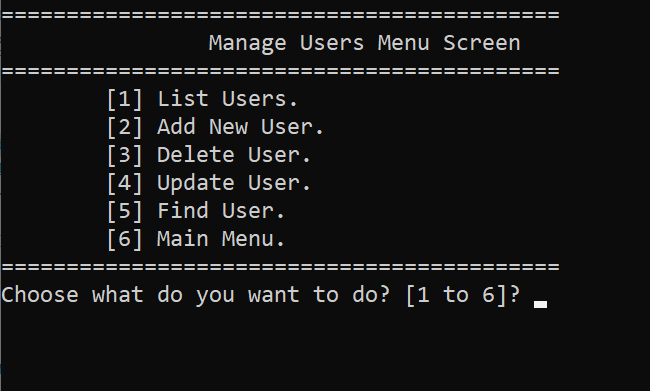 ===========================================
Manage Users Menu Screen
===========================================
[1] List Users.
[2] Add New User.
[3] Delete User.
[4] Update User.
[5] Find User.
[6] Main Menu.
===========================================
Choose what do you want to do? [1 to 6]?